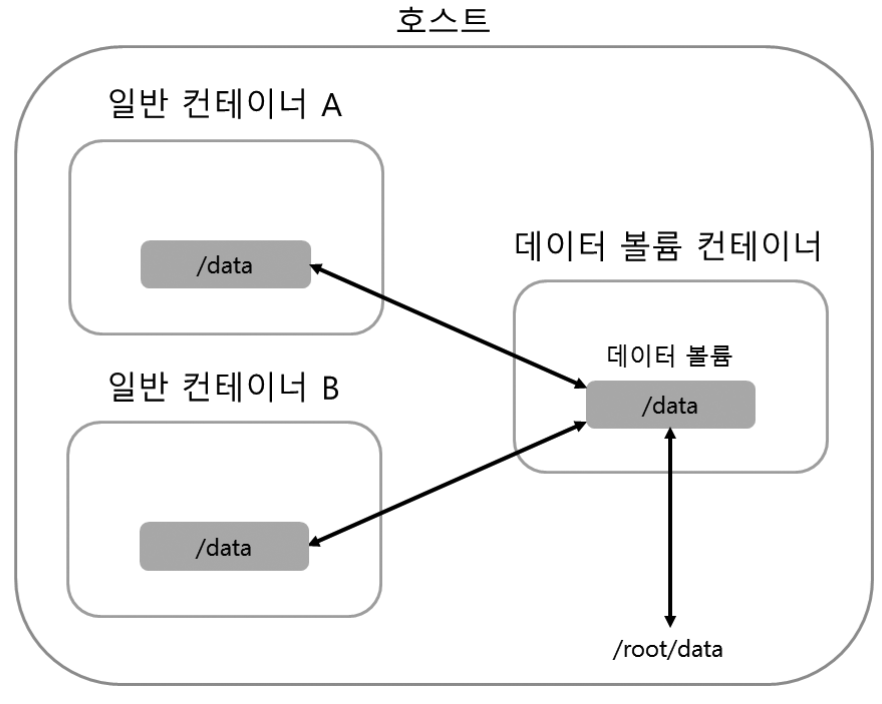 호스트
일반 컨테이너 A
/data
데이터 볼륨 컨테이너
데이터 볼륨
/data
일반 컨테이너 B
/data
/root/data